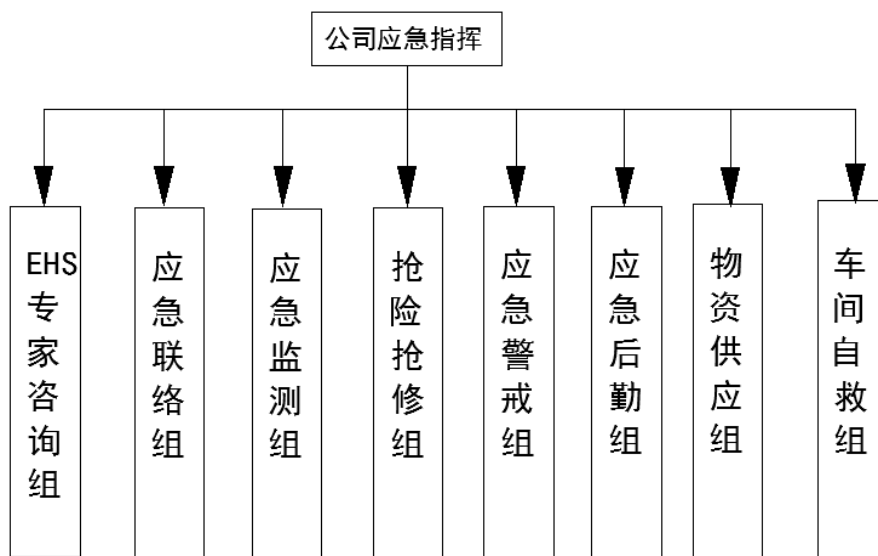 公司应急指挥
EHS专家咨询组
应急联络组
应急监测组
抢险抢修组
应急警戒组
应急后勤组
物资供应组
车间自救组